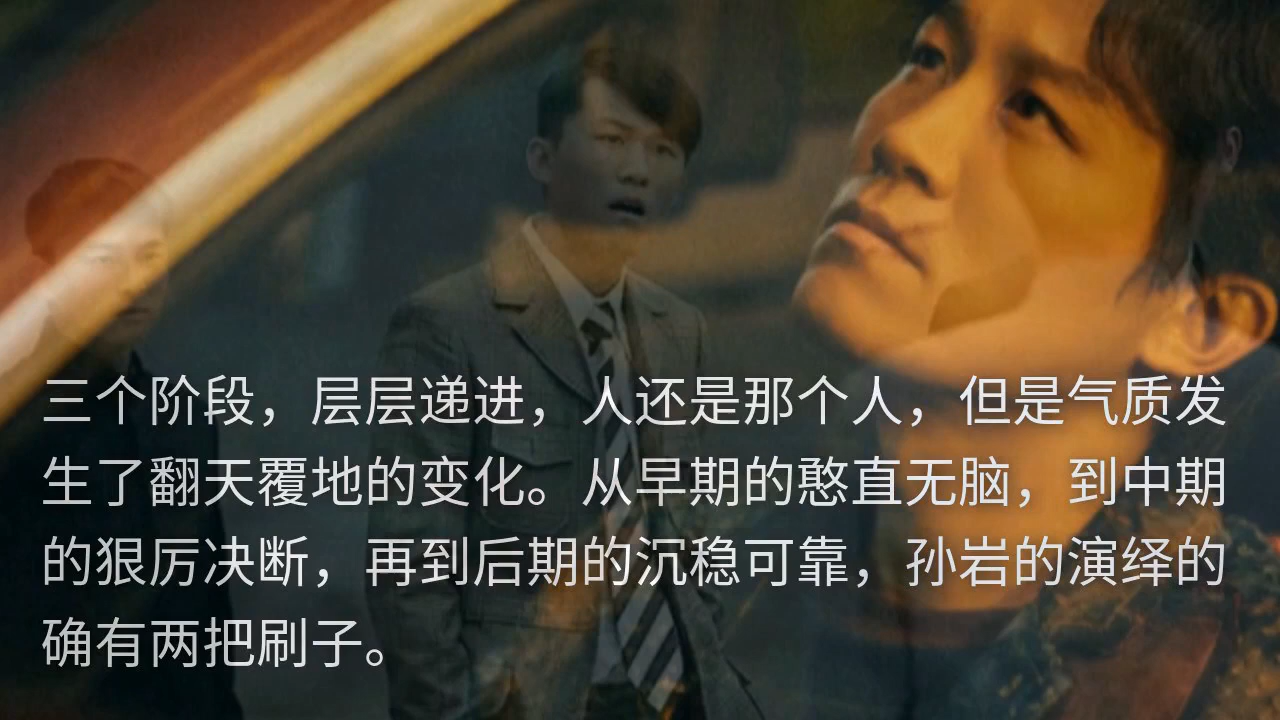 三个阶段，层层递进，人还是那个人，但是气质发
生了翻天覆地的变化。从早期的憨直无脑，到中期
的狠厉决断，再到后期的沉稳可靠，孙岩的演绎的
确有两把刷子。